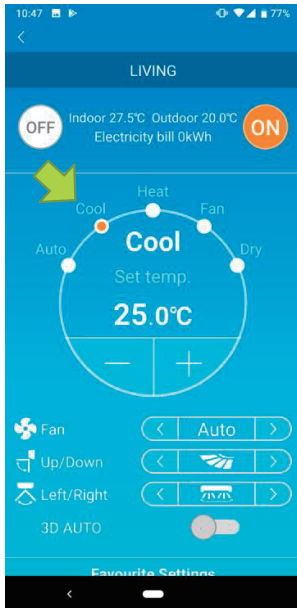 10:47 77%
LIVING
OFF Indoor 27.5℃ Outdoor 20.0℃ ON
Electricity bill 0kWh
Heat
Cool Fan
Auto Cool Dry
Set temp.
25.0℃
Fan Auto
Up/Down
Left/Right
3D AUTO
Favourite Settings